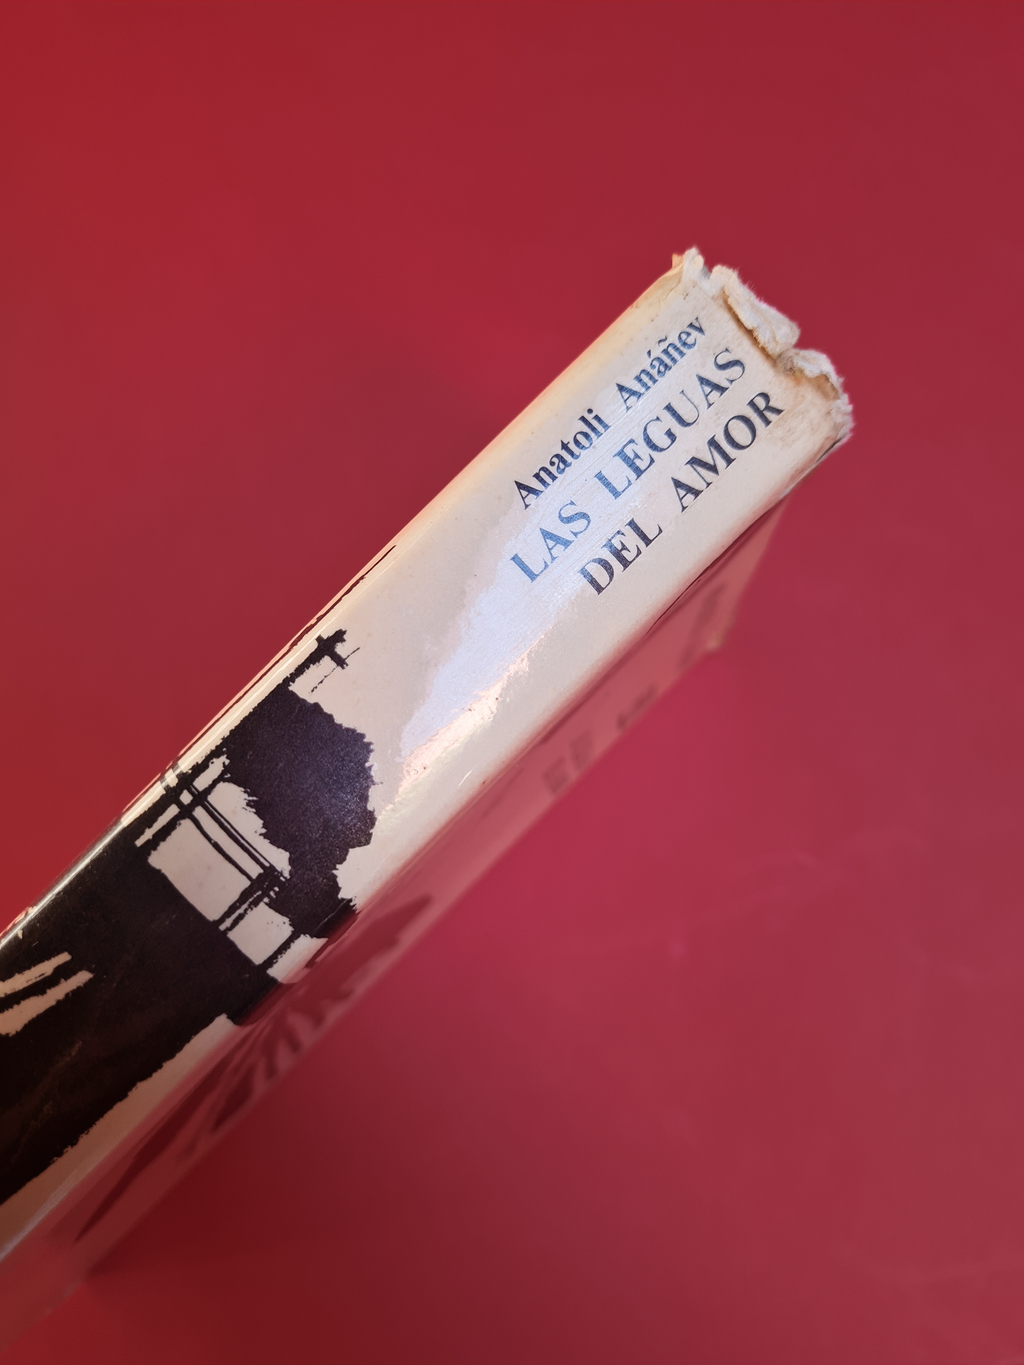 Anatoli Anáñev
LAS LEGUAS
DEL AMOR